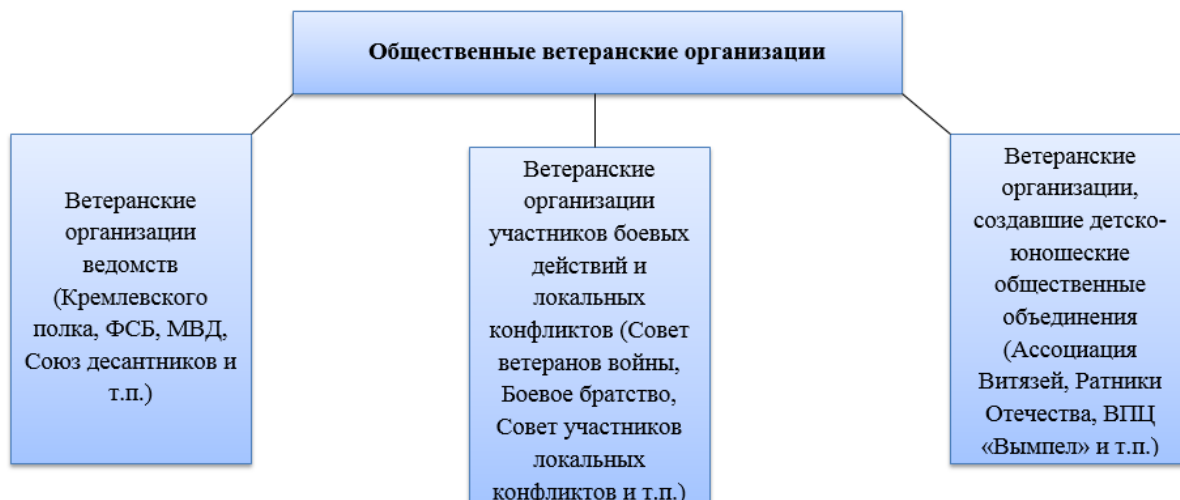 Общественные ветеранские организации
Ветеранские
организации
ведомств
(Кремлевского
полка, ФСБ, МВД,
Союз десантников и
т.п.)
Ветеранские
организации
участников боевых
действий и
локальных
конфликтов (Совет
ветеранов войны,
Боевое братство,
Совет участников
локальных
конфликтов и т.п.)
Ветеранские
организации,
создавшие детско-
юношеские
общественные
объединения
(Ассоциация
Витязей, Ратники
Отечества, ВПЦ
«Вымпел» и т.п.)